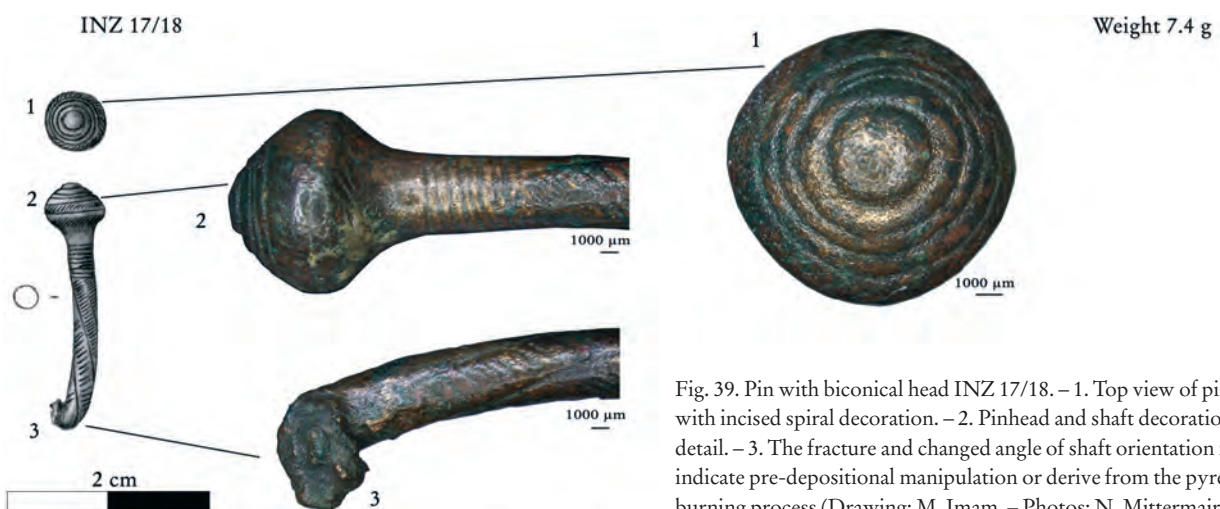 INZ 17/18
Weight 7.4 g
1
1
2
2
1000 µm
1000 µm
3
1000 µm
3
2 cm
Fig. 39. Pin with biconical head INZ 17/18. – 1. Top view of pi
with incised spiral decoration. – 2. Pinhead and shaft decoratio
detail. – 3. The fracture and changed angle of shaft orientation
indicate pre-depositional manipulation or derive from the pyre
burning process (Drawing: M. Imam. – Photos: N. Mittermair